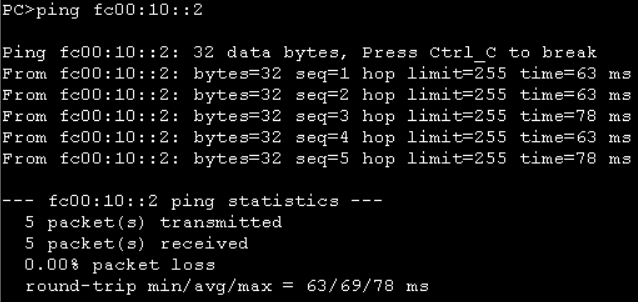 PC>ping fc00:10::2
Ping fc00:10::2: 32 data bytes, Press Ctrl_C to break
From fc00:10::2: bytes=32 seq=1 hop limit=255 time=63 ms
From fc00:10::2: bytes=32 seq=2 hop limit=255 time=63 ms
From fc00:10::2: bytes=32 seq=3 hop limit=255 time=78 ms
From fc00:10::2: bytes=32 seq=4 hop limit=255 time=63 ms
From fc00:10::2: bytes=32 seq=5 hop limit=255 time=78 ms
--- fc00:10::2 ping statistics ---
5 packet(s) transmitted
5 packet(s) received
0.00% packet loss
round-trip min/avg/max = 63/69/78 ms